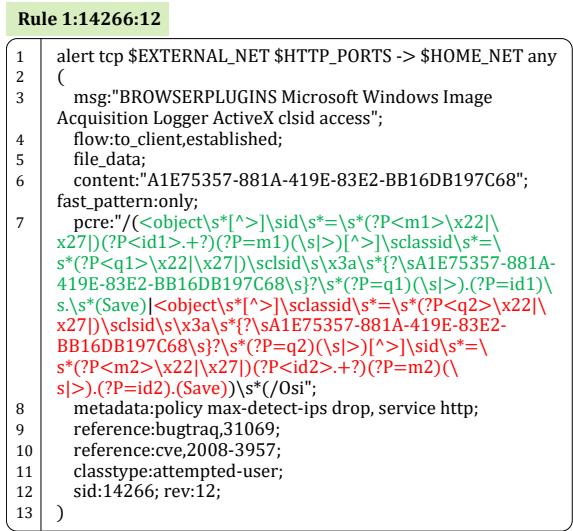 Rule 1:14266:12
1 alert tcp $EXTERNAL_NET $HTTP_PORTS -> $HOME_NET any
2 (
3 msg:"BROWSERPLUGINS Microsoft Windows Image
Acquisition Logger ActiveX clsid access";
4 flow:to_client,established;
5 file_data;
6 content:"A1E75357-881A-419E-83E2-BB16DB197C68";
fast_pattern:only;
7 pcre:"/(<object\s*[^>]\sid\s*=\s*(?P<m1>\x22|\
x27|)(?P<id1>.+?)(?P=m1)(\s|>)[^>]\sclassid\s*=\
s*(?P<q1>\x22|\x27|)\sclsid\s\x3a\s*{?\sA1E75357-881A-
419E-83E2-BB16DB197C68\s}?\s*(?P=q1)(\s|>).(?P=id1)\
s.\s*(Save)|<object\s*[^>]\sclassid\s*=\s*(?P<q2>\x22|\
x27|)\sclsid\s\x3a\s*{?\sA1E75357-881A-419E-83E2-
BB16DB197C68\s}?\s*(?P=q2)(\s|>)[^>]\sid\s*=\
s*(?P<m2>\x22|\x27|)(?P<id2>.+?)(?P=m2)(\
s|>).(?P=id2).(Save))\s*(/Osi";
8 metadata:policy max-detect-ips drop, service http;
9 reference:bugtraq,31069;
10 reference:cve,2008-3957;
11 classtype:attempted-user;
12 sid:14266; rev:12;
13 )